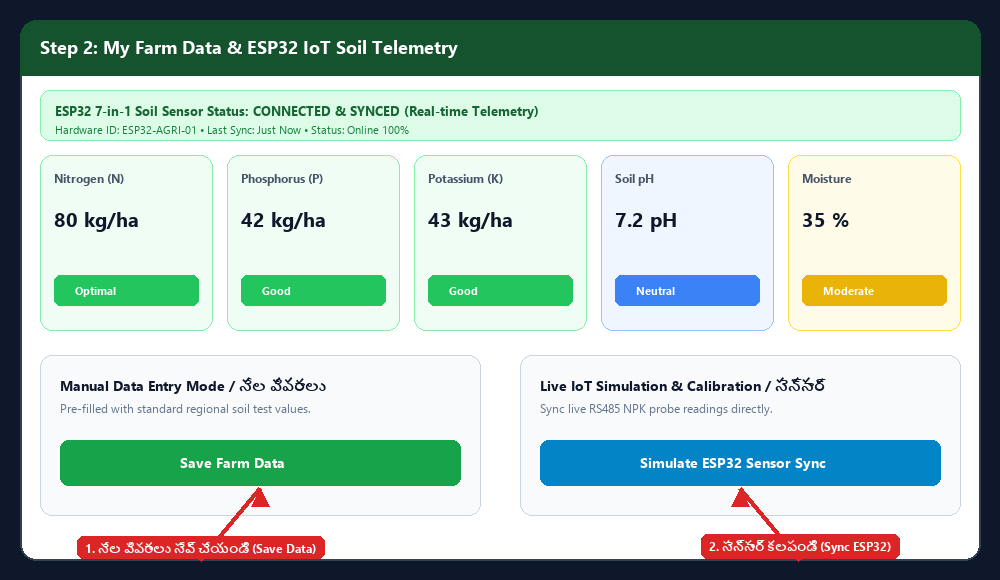 Step 2: My Farm Data & ESP32 IoT Soil Telemetry
ESP32 7-in-1 Soil Sensor Status: CONNECTED & SYNCED (Real-time Telemetry)
Hardware ID: ESP32-AGRI-01 • Last Sync: Just Now • Status: Online 100%
Nitrogen (N)
80 kg/ha
Optimal
Phosphorus (P)
42 kg/ha
Good
Potassium (K)
43 kg/ha
Good
Soil pH
7.2 pH
Neutral
Moisture
35 %
Moderate
Manual Data Entry Mode / నేల వివరలు
Pre-filled with standard regional soil test values.
Save Farm Data
1. నేల వివరలు సేవ్ చేయండి (Save Data)
Live IoT Simulation & Calibration / సెన్సార్
Sync live RS485 NPK probe readings directly.
Simulate ESP32 Sensor Sync
2. సెన్సార్ కలపండి (Sync ESP32)